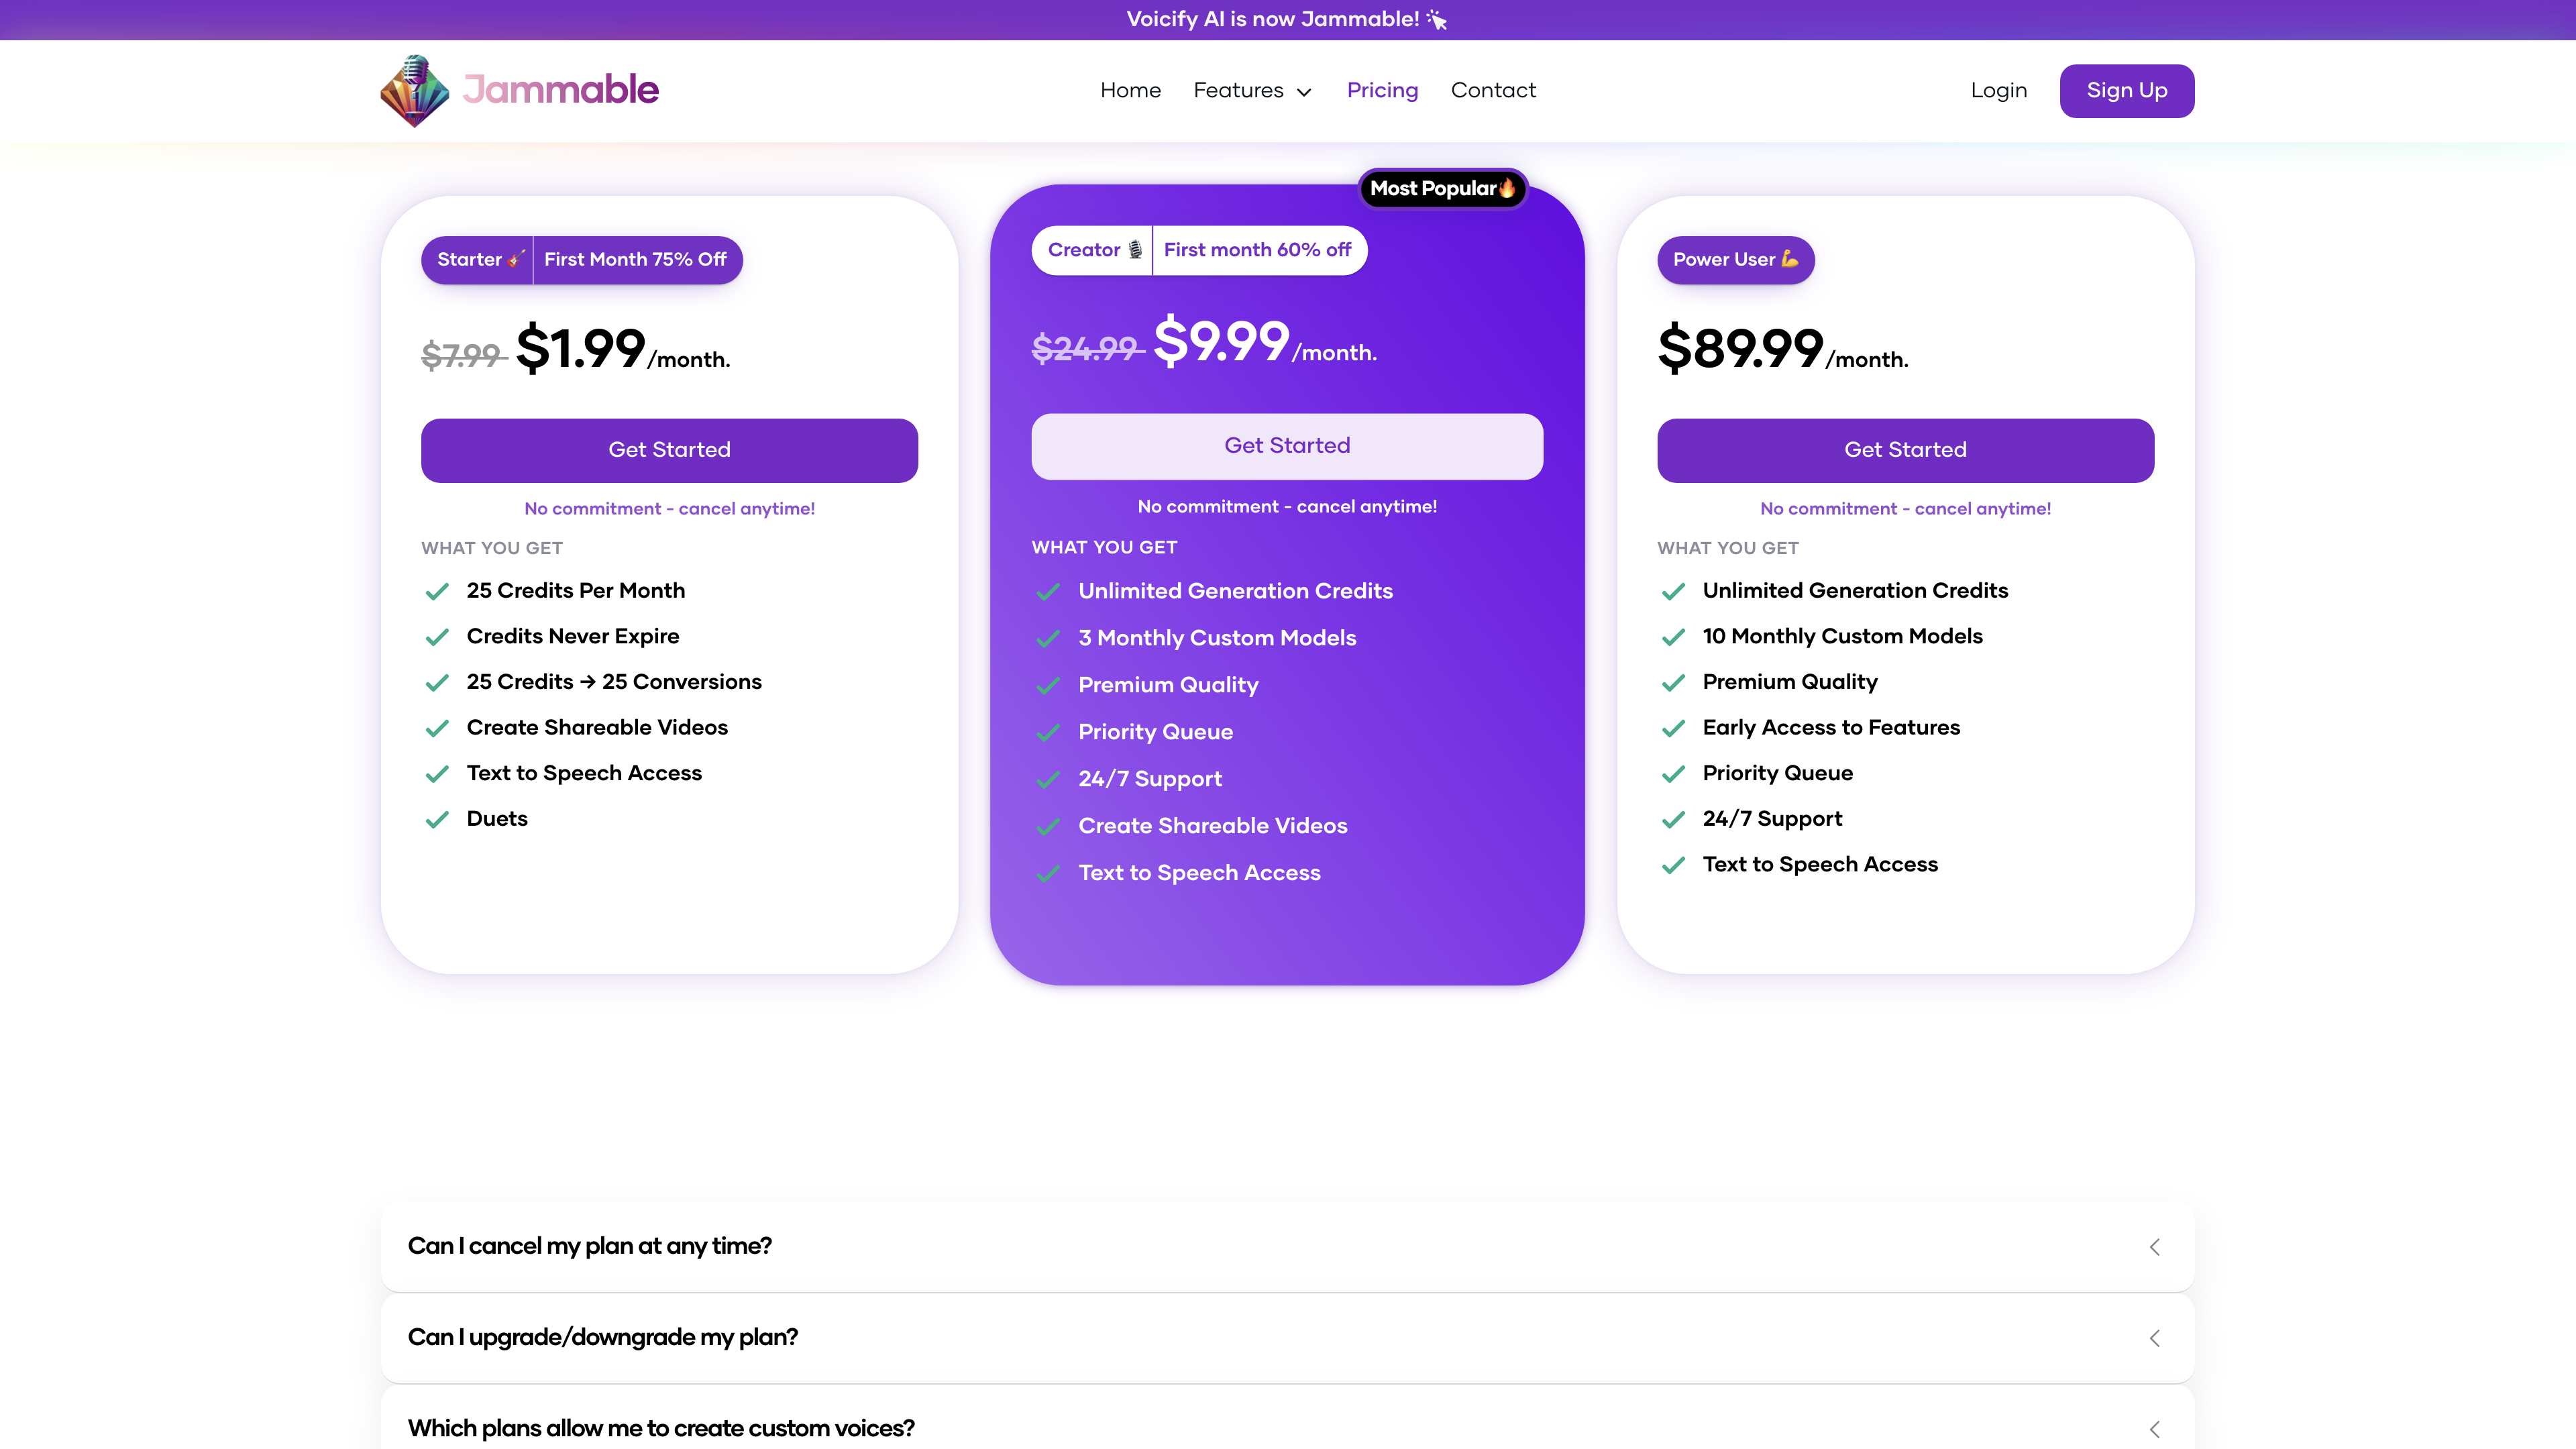 Voicify AI is now Jammable!
Jammable
Home
Features
Pricing
Contact
Login
Sign Up
Most Popular🔥
Starter 🎸 First Month 75% Off
$7.99 $1.99/month.
Get Started
No commitment - cancel anytime!
WHAT YOU GET
25 Credits Per Month
Credits Never Expire
25 Credits → 25 Conversions
Create Shareable Videos
Text to Speech Access
Duets
Creator 🎙️ First month 60% off
$24.99 $9.99/month.
Get Started
No commitment - cancel anytime!
WHAT YOU GET
Unlimited Generation Credits
3 Monthly Custom Models
Premium Quality
Priority Queue
24/7 Support
Create Shareable Videos
Text to Speech Access
Power User 💪
$89.99/month.
Get Started
No commitment - cancel anytime!
WHAT YOU GET
Unlimited Generation Credits
10 Monthly Custom Models
Premium Quality
Early Access to Features
Priority Queue
24/7 Support
Text to Speech Access
Can I cancel my plan at any time?
Can I upgrade/downgrade my plan?
Which plans allow me to create custom voices?